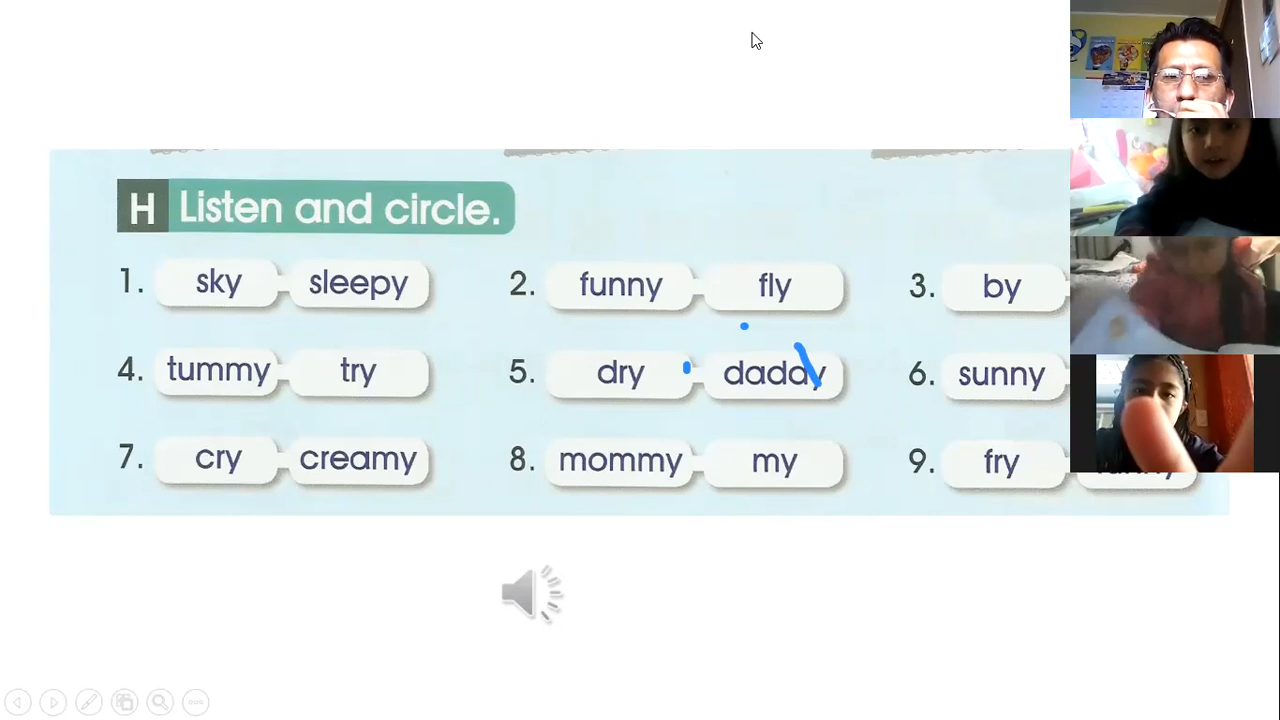 H Listen and circle.
1. sky sleepy 2. funny fly 3. by
4. tummy try 5. dry daddy 6. sunny
7. cry creamy 8. mommy my 9. fry